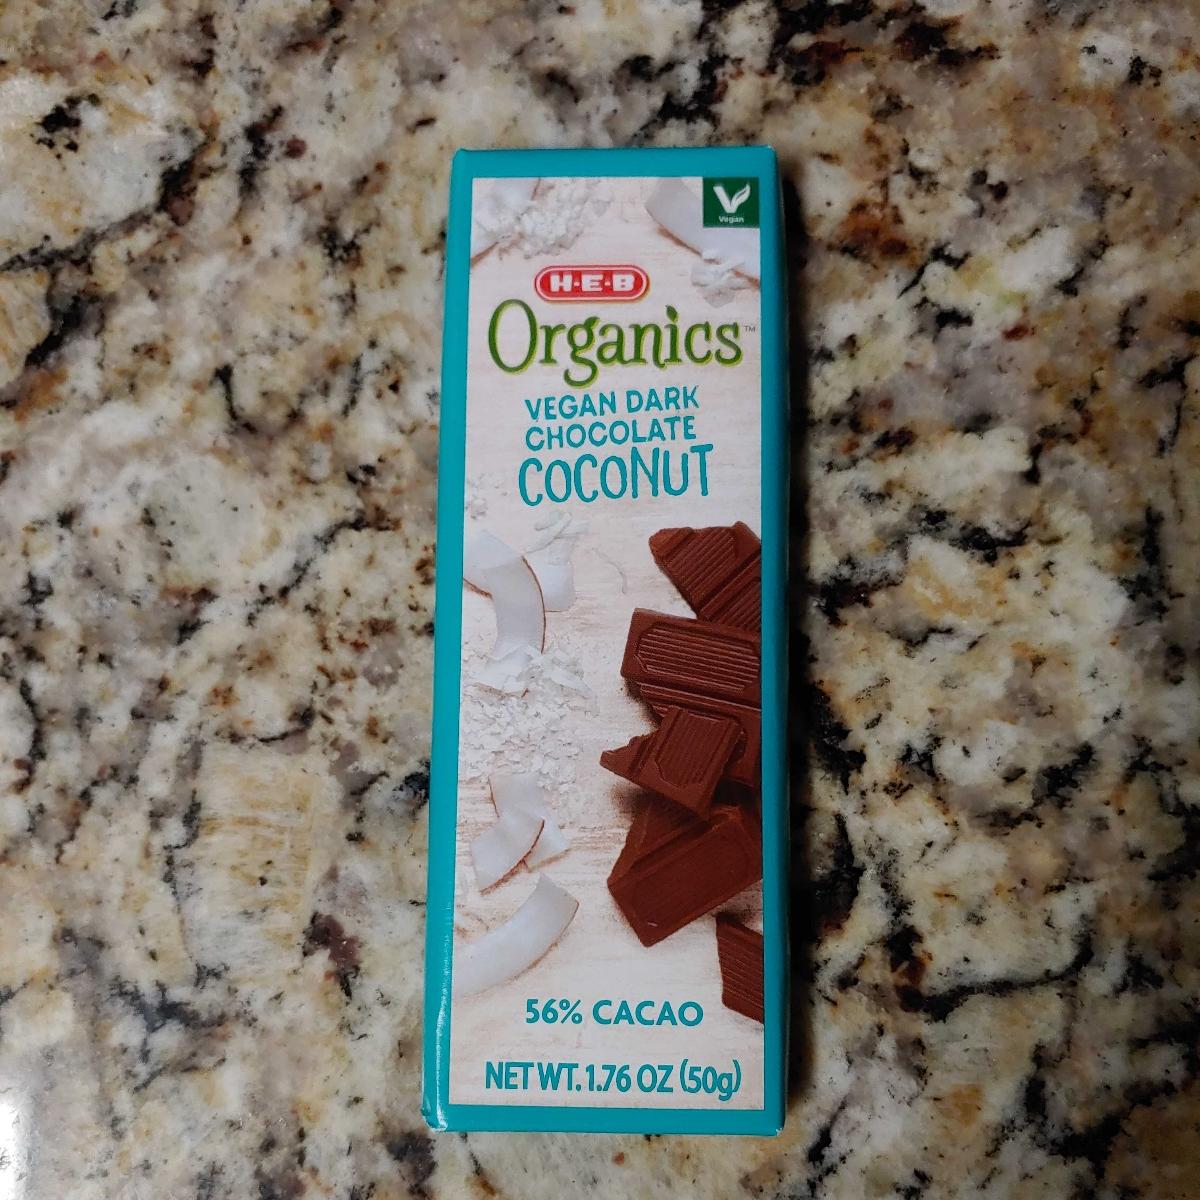 Vegan
H·E·B
Organics™
VEGAN DARK
CHOCOLATE
COCONUT
56% CACAO
NET WT. 1.76 OZ (50g)